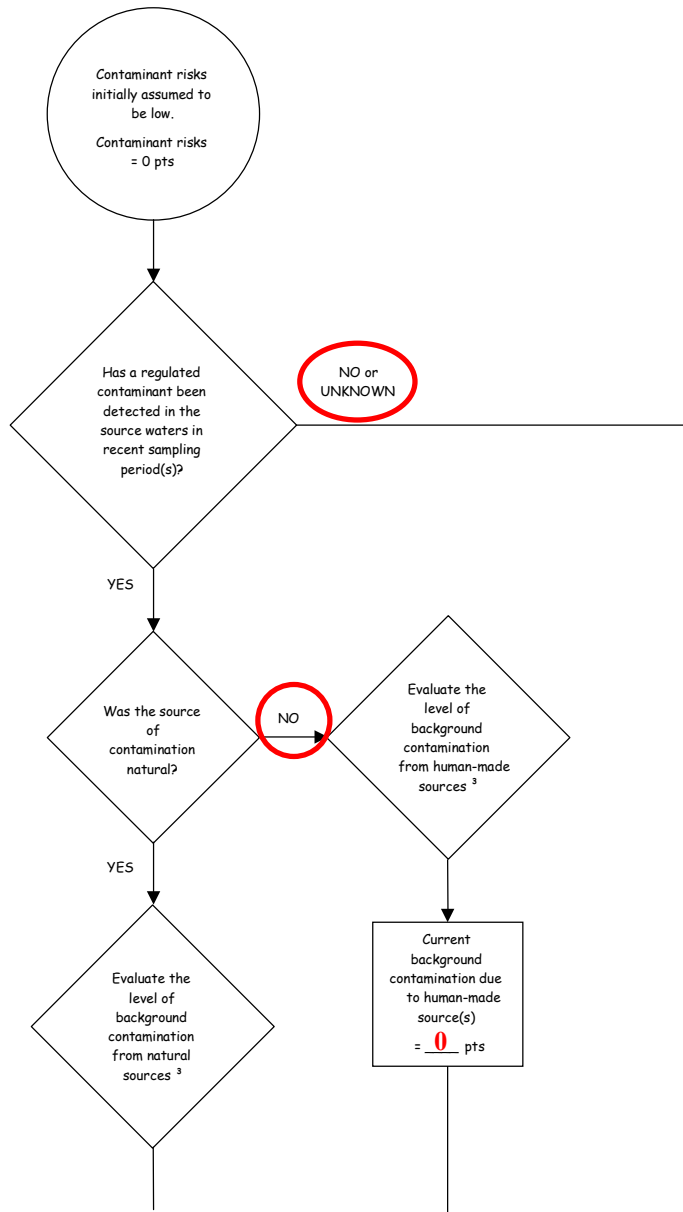 Contaminant risks
initially assumed to
be low.
Contaminant risks
= 0 pts
Has a regulated
contaminant been
detected in the
source waters in
recent sampling
period(s)?
NO or
UNKNOWN
YES
Was the source
of
contamination
natural?
NO
Evaluate the
level of
background
contamination
from human-made
sources ³
YES
Evaluate the
level of
background
contamination
from natural
sources ³
Current
background
contamination due
to human-made
source(s)
= 0 pts